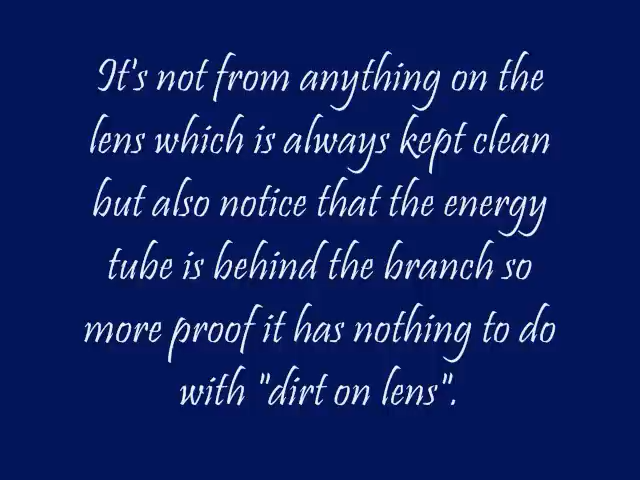 It's not from anything on the
lens which is always kept clean
but also notice that the energy
tube is behind the branch so
more proof it has nothing to do
with "dirt on lens".